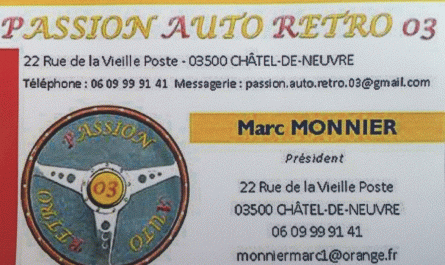 PASSION AUTO RETRO 03
22 Rue de la Vieille Poste - 03500 CHÂTEL-DE-NEUVRE
Téléphone : 06 09 99 91 41 Messagerie : passion.auto.retro.03@gmail.com
PASSION
03
RETRO AUTO
Marc MONNIER
Président
22 Rue de la Vieille Poste
03500 CHÂTEL-DE-NEUVRE
06 09 99 91 41
monniermarc1@orange.fr